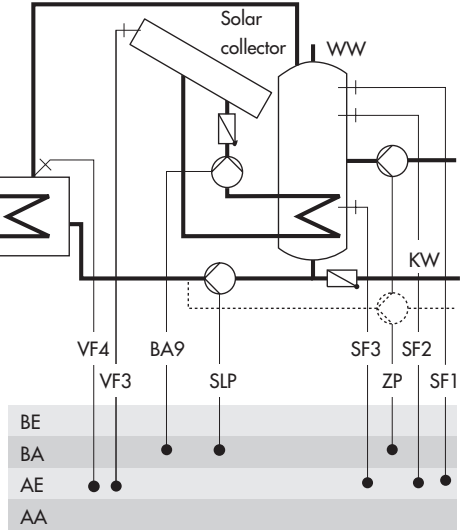 Solar
collector
WW
KW
VF4 BA9 SF3 SF2
VF3 SLP ZP SF1
BE
BA
AE
AA